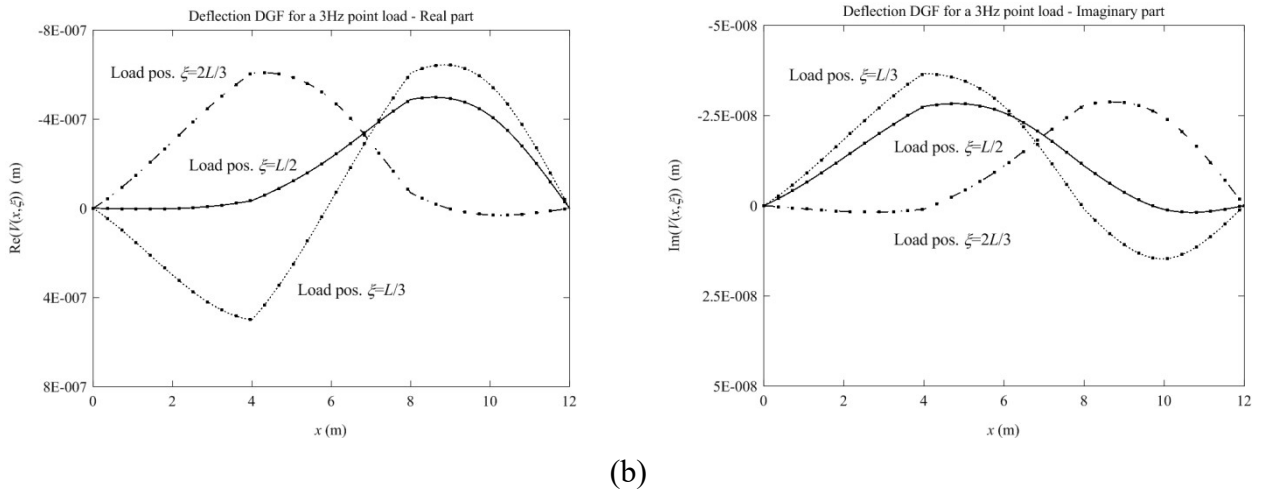 Deflection DGF for a 3Hz point load - Real part
-8E-007
-4E-007
0
4E-007
8E-007
Re(V(x,ξ)) (m)
Load pos. ξ=2L/3
Load pos. ξ=L/2
Load pos. ξ=L/3
0 2 4 6 8 10 12
x (m)
Deflection DGF for a 3Hz point load - Imaginary part
-5E-008
-2.5E-008
0
2.5E-008
5E-008
Im(V(x,ξ)) (m)
Load pos. ξ=L/3
Load pos. ξ=L/2
Load pos. ξ=2L/3
0 2 4 6 8 10 12
x (m)
(b)